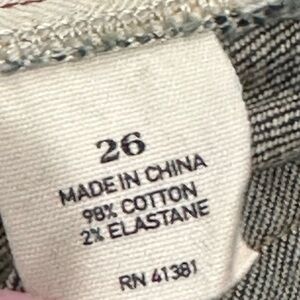 26
MADE IN CHINA
98% COTTON
2% ELASTANE
RN 41381